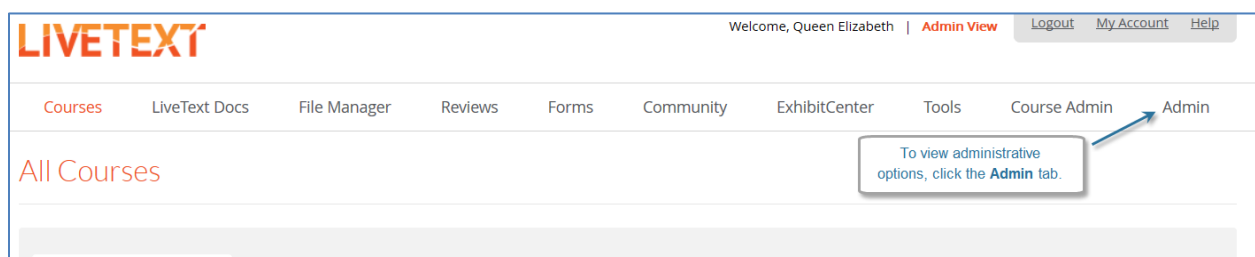 LIVETEXT
Welcome, Queen Elizabeth | Admin View Logout My Account Help
Courses LiveText Docs File Manager Reviews Forms Community ExhibitCenter Tools Course Admin Admin
To view administrative
options, click the Admin tab.
All Courses